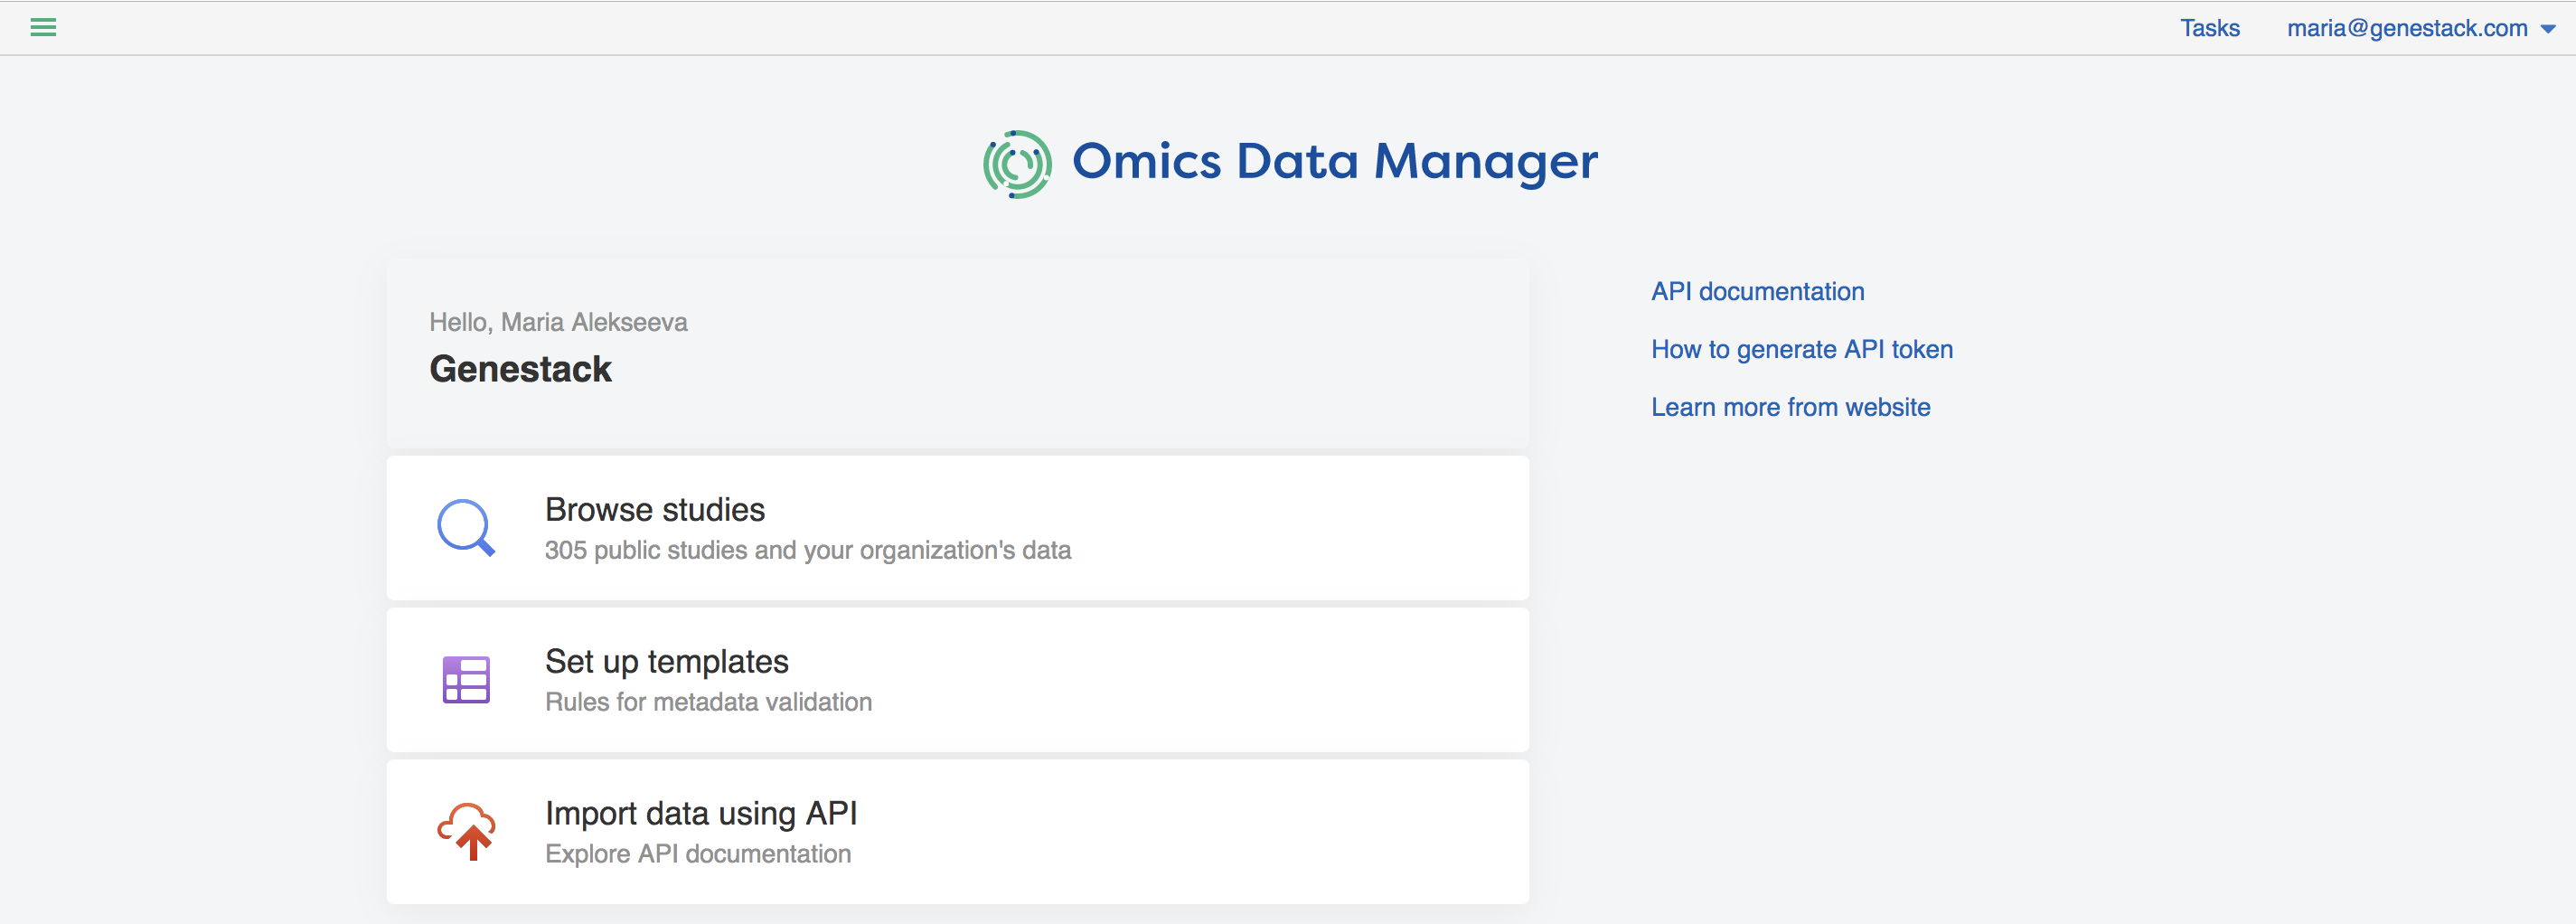 Tasks
maria@genestack.com
Omics Data Manager
Hello, Maria Alekseeva
Genestack
Browse studies
305 public studies and your organization's data
Set up templates
Rules for metadata validation
Import data using API
Explore API documentation
API documentation
How to generate API token
Learn more from website